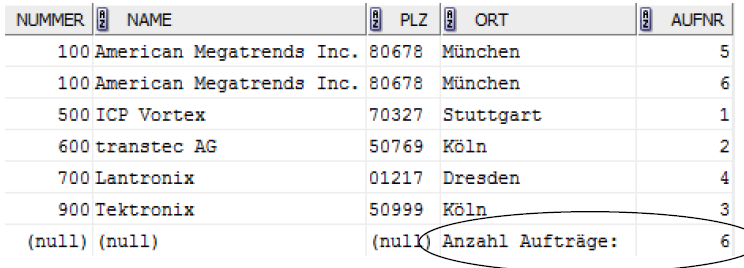 NUMMER NAME PLZ ORT AUFNR
100 American Megatrends Inc. 80678 München 5
100 American Megatrends Inc. 80678 München 6
500 ICP Vortex 70327 Stuttgart 1
600 transtec AG 50769 Köln 2
700 Lantronix 01217 Dresden 4
900 Tektronix 50999 Köln 3
(null) (null) (null) Anzahl Aufträge: 6